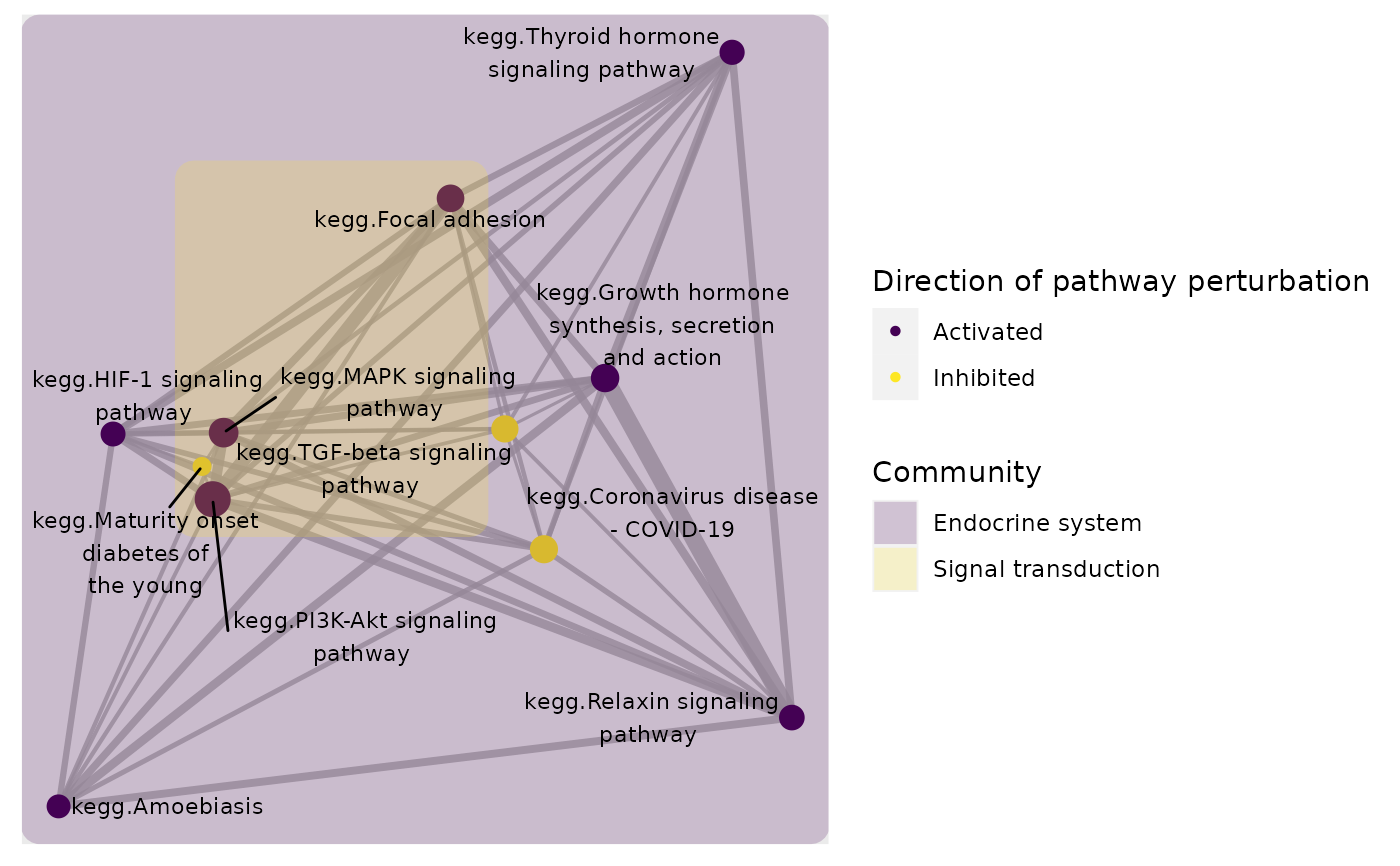 kegg.Thyroid hormone
signaling pathway
kegg.Focal adhesion
kegg.Growth hormone
synthesis, secretion
and action
kegg.HIF-1 signaling
pathway
kegg.MAPK signaling
pathway
kegg.TGF-beta signaling
pathway
kegg.Coronavirus disease
- COVID-19
kegg.Maturity onset
diabetes of
the young
kegg.PI3K-Akt signaling
pathway
kegg.Relaxin signaling
pathway
kegg.Amoebiasis
Direction of pathway perturbation
Activated
Inhibited
Community
Endocrine system
Signal transduction